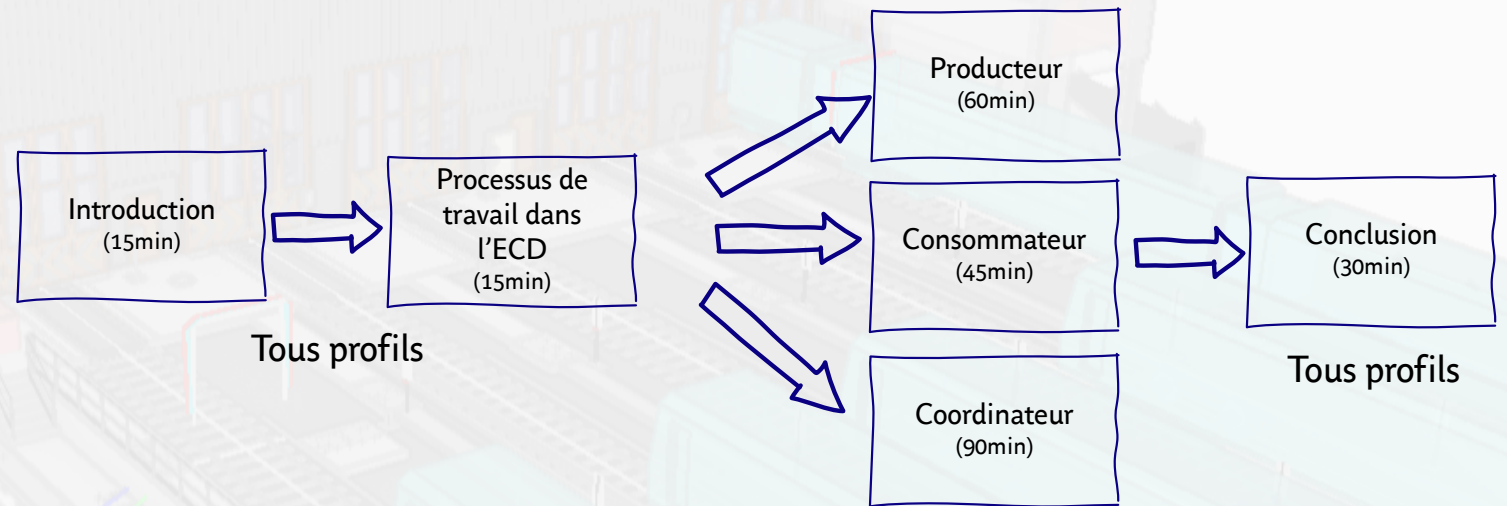 Introduction
(15min)
Processus de
travail dans
l’ECD
(15min)
Tous profils
Producteur
(60min)
Consommateur
(45min)
Coordinateur
(90min)
Conclusion
(30min)
Tous profils